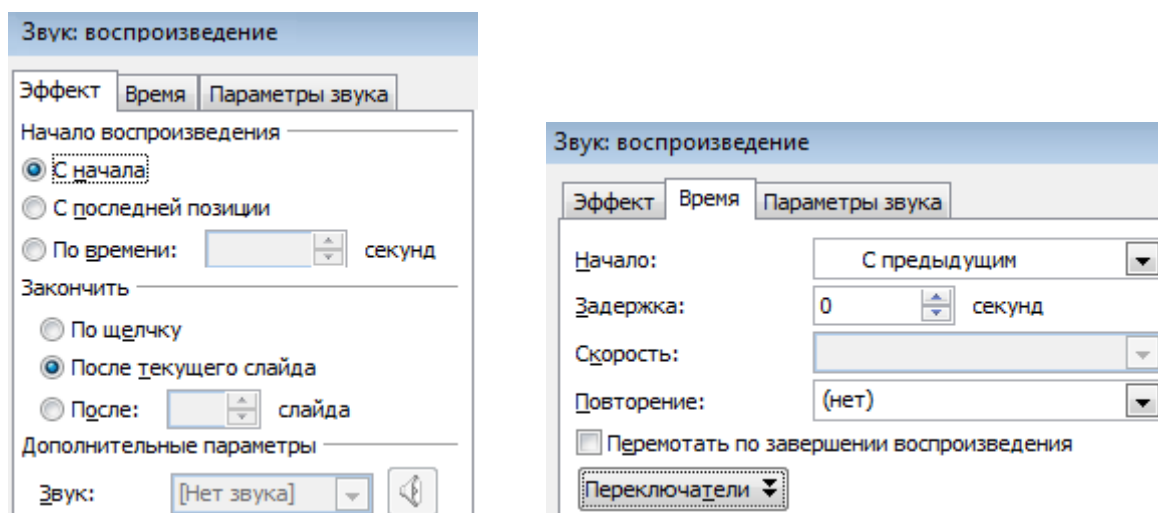 Звук: воспроизведение
Эффект Время Параметры звука
Начало воспроизведения
С начала
С последней позиции
По времени: секунд
Закончить
По щелчку
После текущего слайда
После: слайда
Дополнительные параметры
Звук: [Нет звука]
Звук: воспроизведение
Эффект Время Параметры звука
Начало: С предыдущим
Задержка: 0 секунд
Скорость:
Повторение: (нет)
Перемотать по завершении воспроизведения
Переключатели